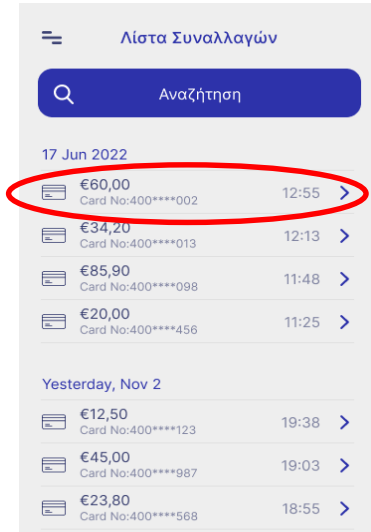 Λίστα Συναλλαγών
Αναζήτηση
17 Jun 2022
€60,00
Card No:400****002
12:55
€34,20
Card No:400****013
12:13
€85,90
Card No:400****098
11:48
€20,00
Card No:400****456
11:25
Yesterday, Nov 2
€12,50
Card No:400****123
19:38
€45,00
Card No:400****987
19:03
€23,80
Card No:400****568
18:55